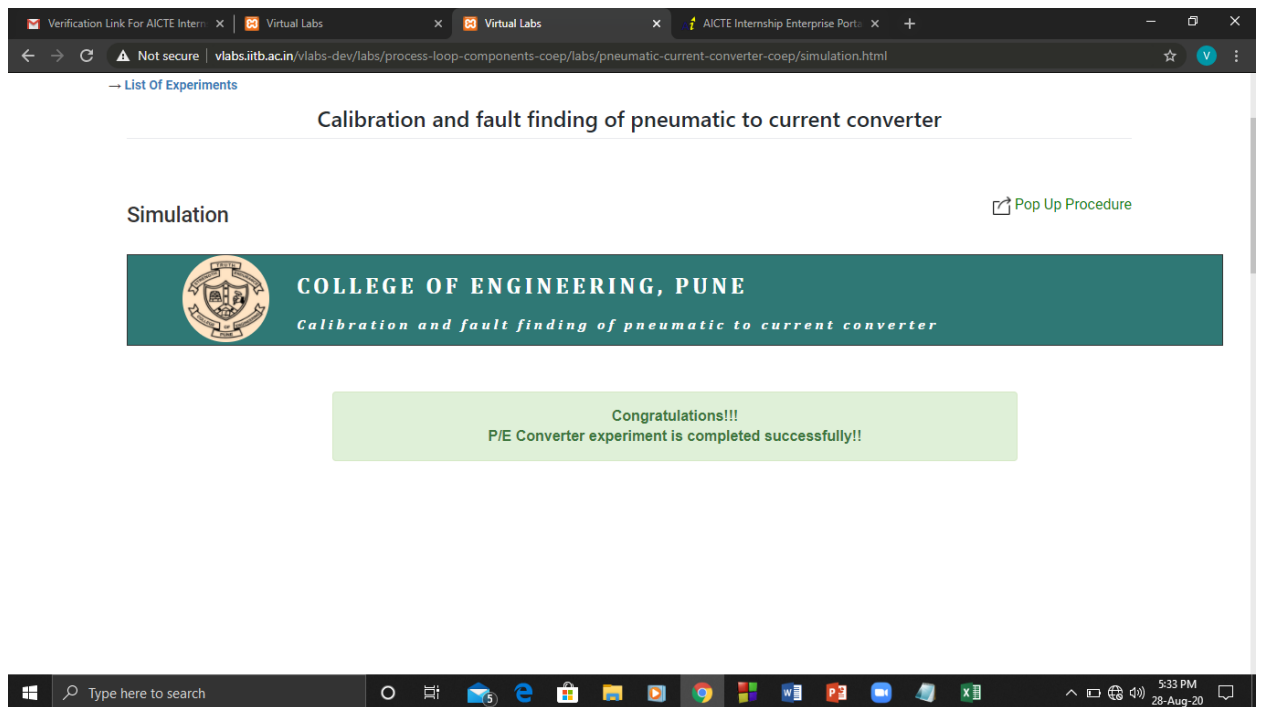 Verification Link For AICTE Intern
Virtual Labs
Virtual Labs
AICTE Internship Enterprise Porta
Not secure | vlabs.iitb.ac.in/vlabs-dev/labs/process-loop-components-coep/labs/pneumatic-current-converter-coep/simulation.html
V
→ List Of Experiments
Calibration and fault finding of pneumatic to current converter
Simulation
Pop Up Procedure
TRUTH
PUNE
COLLEGE OF ENGINEERING, PUNE
Calibration and fault finding of pneumatic to current converter
Congratulations!!!
P/E Converter experiment is completed successfully!!
Type here to search
5
5:33 PM
28-Aug-20